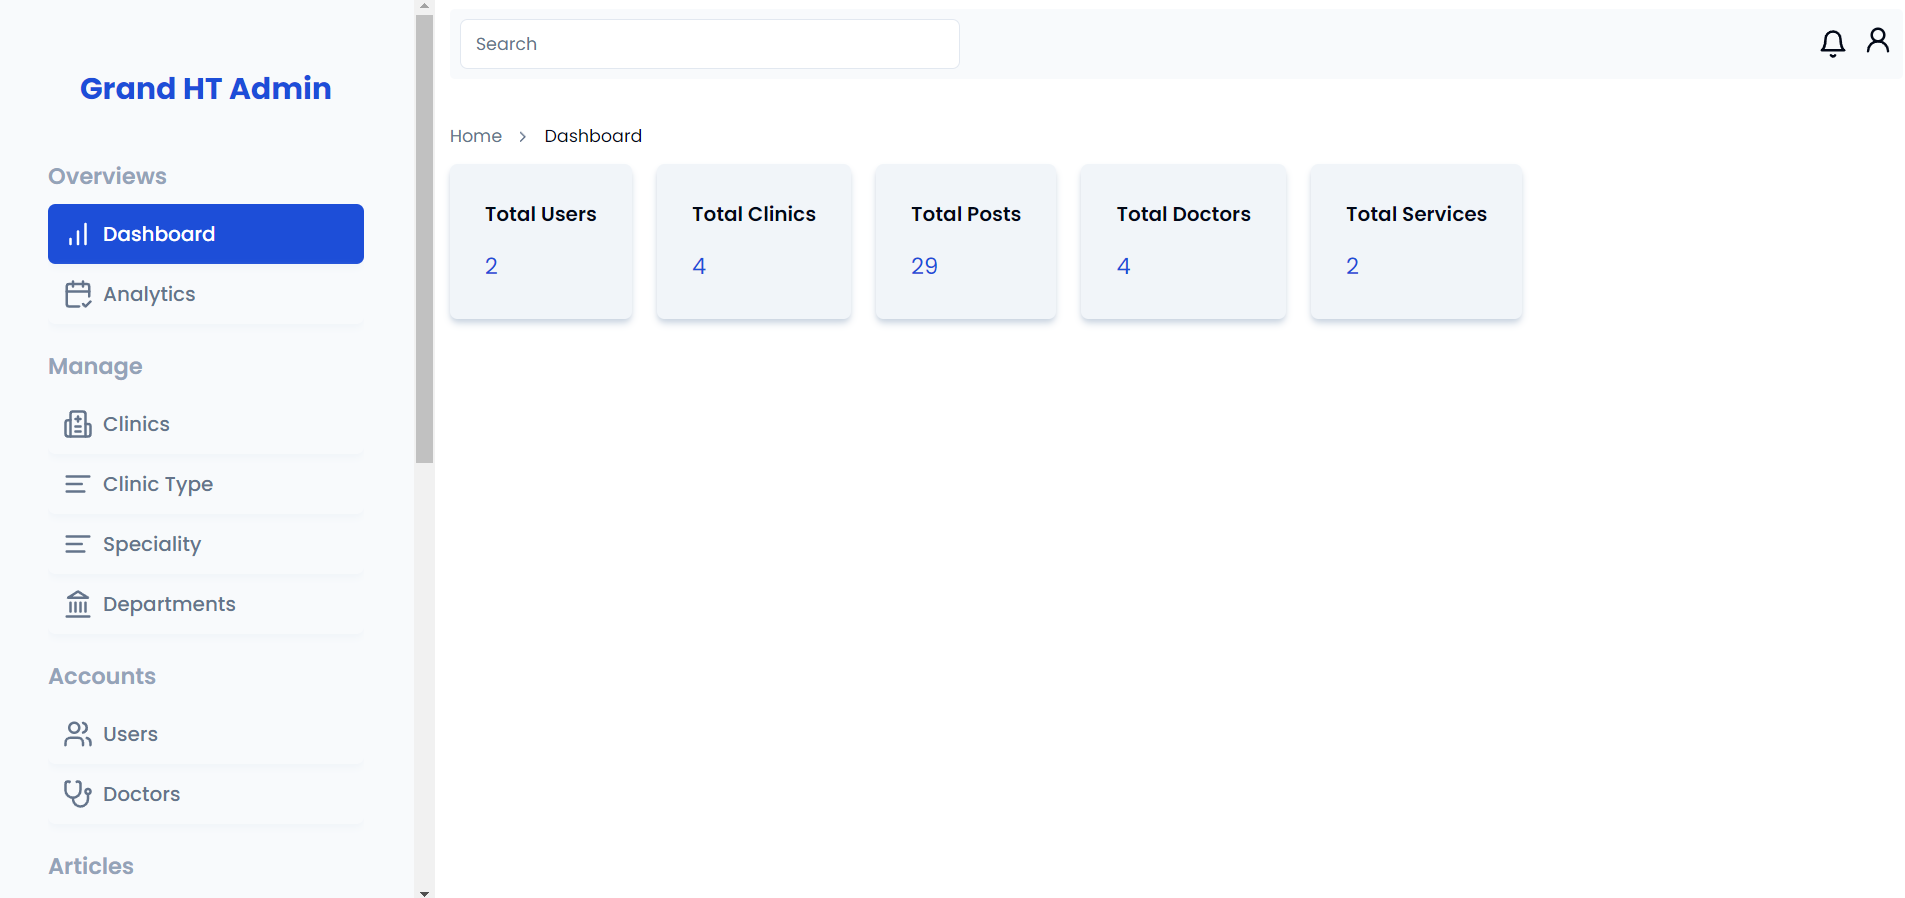 Grand HT Admin
Overviews
Dashboard
Analytics
Manage
Clinics
Clinic Type
Speciality
Departments
Accounts
Users
Doctors
Articles
Search
Home > Dashboard
Total Users
2
Total Clinics
4
Total Posts
29
Total Doctors
4
Total Services
2